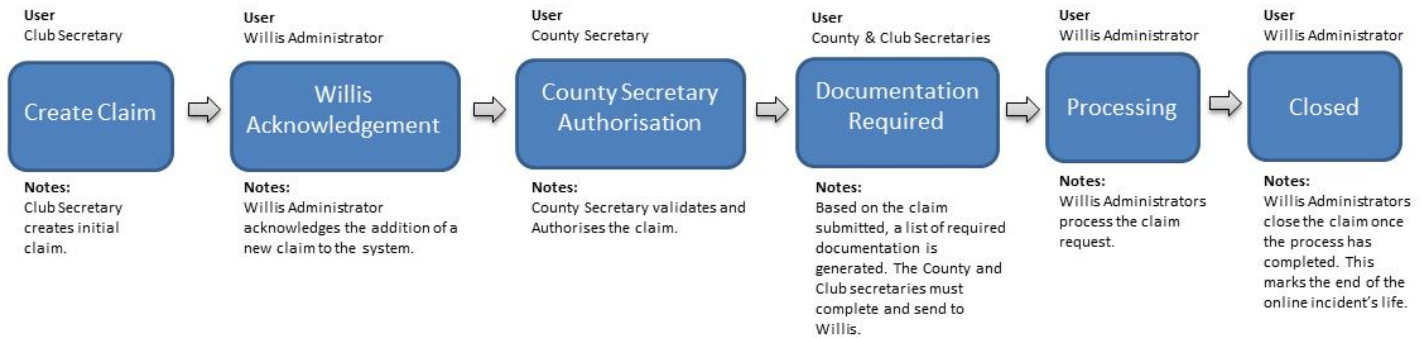 User
Club Secretary
Create Claim
Notes:
Club Secretary
creates initial
claim.
User
Willis Administrator
Willis
Acknowledgement
Notes:
Willis Administrator
acknowledges the addition of a
new claim to the system.
User
County Secretary
County Secretary
Authorisation
Notes:
County Secretary validates and
Authorises the claim.
User
County & Club Secretaries
Documentation
Required
Notes:
Based on the claim
submitted, a list of required
documentation is
generated. The County and
Club secretaries must
complete and send to
Willis.
User
Willis Administrator
Processing
Notes:
Willis Administrators
process the claim
request.
User
Willis Administrator
Closed
Notes:
Willis Administrators
close the claim once
the process has
completed. This
marks the end of the
online incident's life.